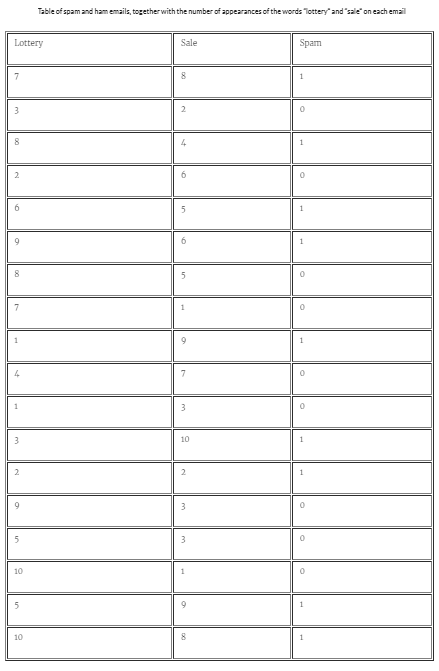 Table of spam and ham emails, together with the number of appearances of the words "lottery" and "sale" on each email
Lottery Sale Spam
7 8 1
3 2 0
8 4 1
2 6 0
6 5 1
9 6 1
8 5 0
7 1 0
1 9 1
4 7 0
1 3 0
3 10 1
2 2 1
9 3 0
5 3 0
10 1 0
5 9 1
10 8 1